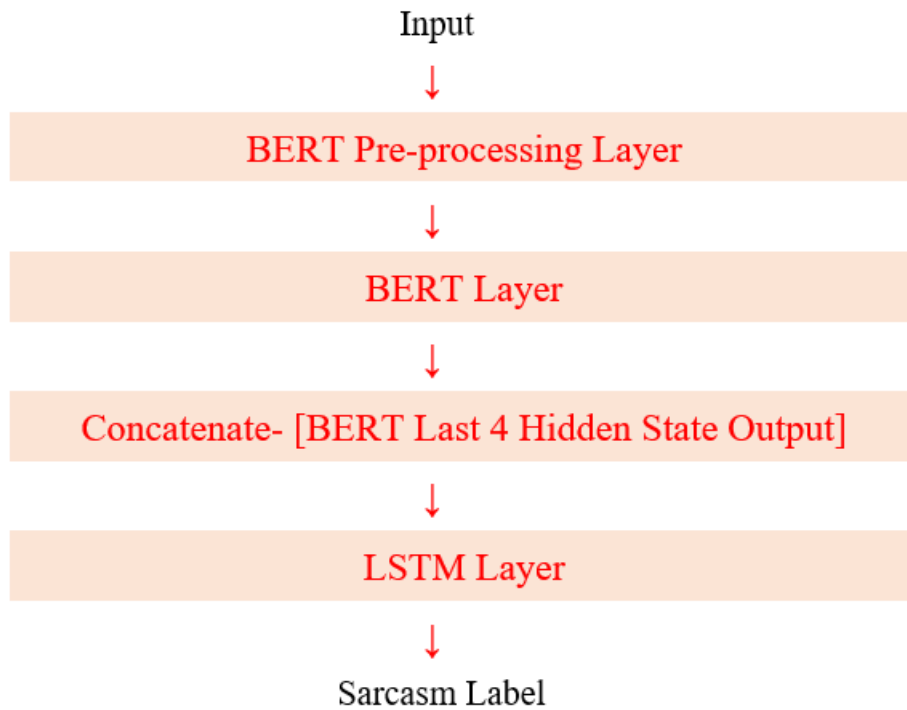 Input
↓
BERT Pre-processing Layer
↓
BERT Layer
↓
Concatenate- [BERT Last 4 Hidden State Output]
↓
LSTM Layer
↓
Sarcasm Label